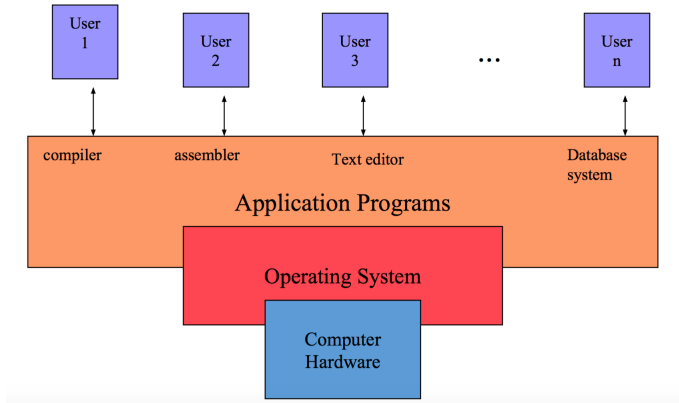 User
1
User
2
User
3
...
User
n
compiler
assembler
Text editor
Database
system
Application Programs
Operating System
Computer
Hardware